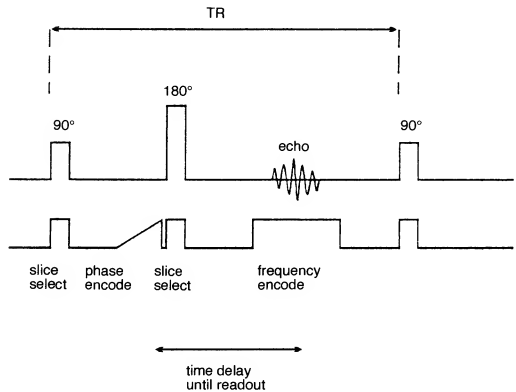 TR
180°
90°
echo
90°
slice select
phase encode
slice select
frequency encode
time delay
until readout